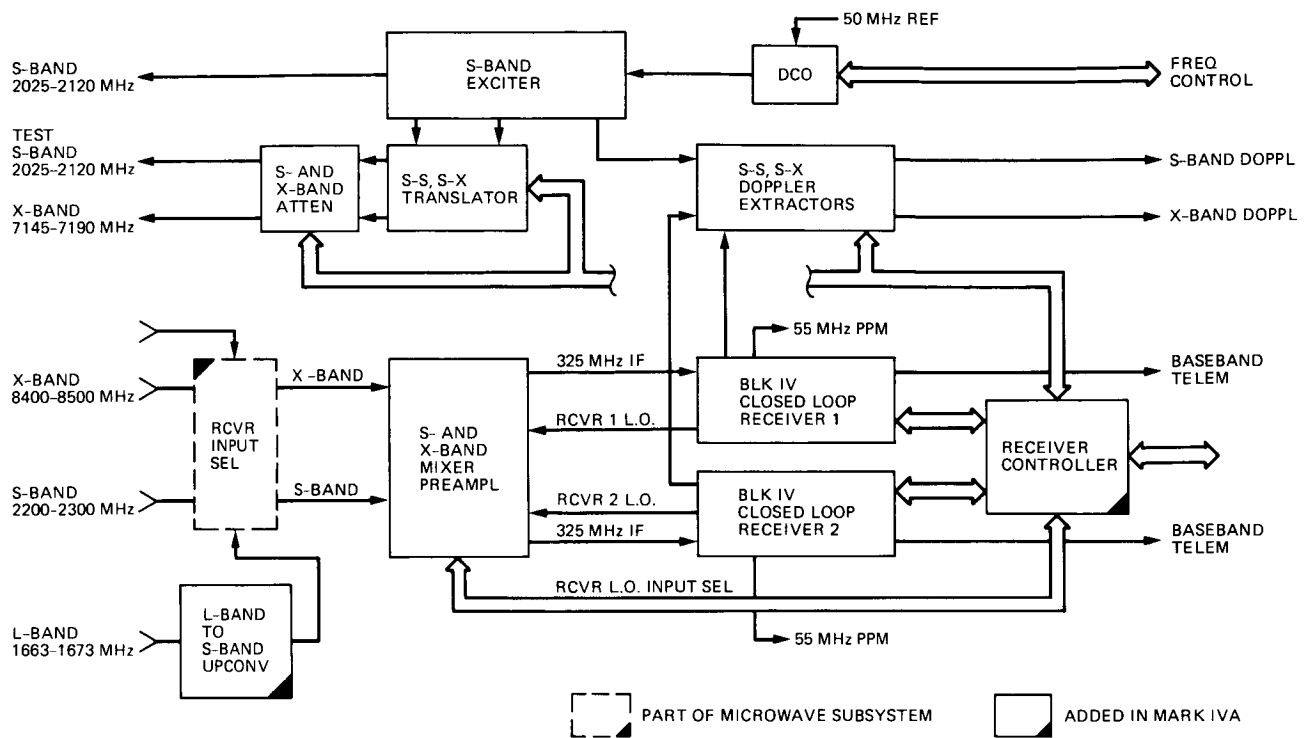 50 MHz REF
S-BAND
2025-2120 MHz
S-BAND
EXCITER
DCO
FREQ
CONTROL
TEST
S-BAND
2025-2120 MHz
X-BAND
7145-7190 MHz
S- AND
X-BAND
ATTEN
S-S, S-X
TRANSLATOR
S-S, S-X
DOPPLER
EXTRACTORS
S-BAND DOPPL
X-BAND DOPPL
55 MHz PPM
X-BAND
8400-8500 MHz
S-BAND
2200-2300 MHz
RCVR
INPUT
SEL
X-BAND
S-BAND
S- AND
X-BAND
MIXER
PREAMPL
325 MHz IF
RCVR 1 L.O.
RCVR 2 L.O.
325 MHz IF
BLK IV
CLOSED LOOP
RECEIVER 1
BLK IV
CLOSED LOOP
RECEIVER 2
BASEBAND
TELEM
RECEIVER
CONTROLLER
BASEBAND
TELEM
RCVR L.O. INPUT SEL
L-BAND
1663-1673 MHz
L-BAND
TO
S-BAND
UPCONV
55 MHz PPM
PART OF MICROWAVE SUBSYSTEM
ADDED IN MARK IVA